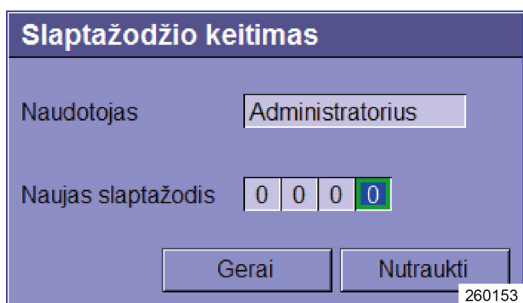 Slaptažodžio keitimas
Naudotojas Administratorius
Naujas slaptažodis 0 0 0 0
Gerai Nutraukti
260153